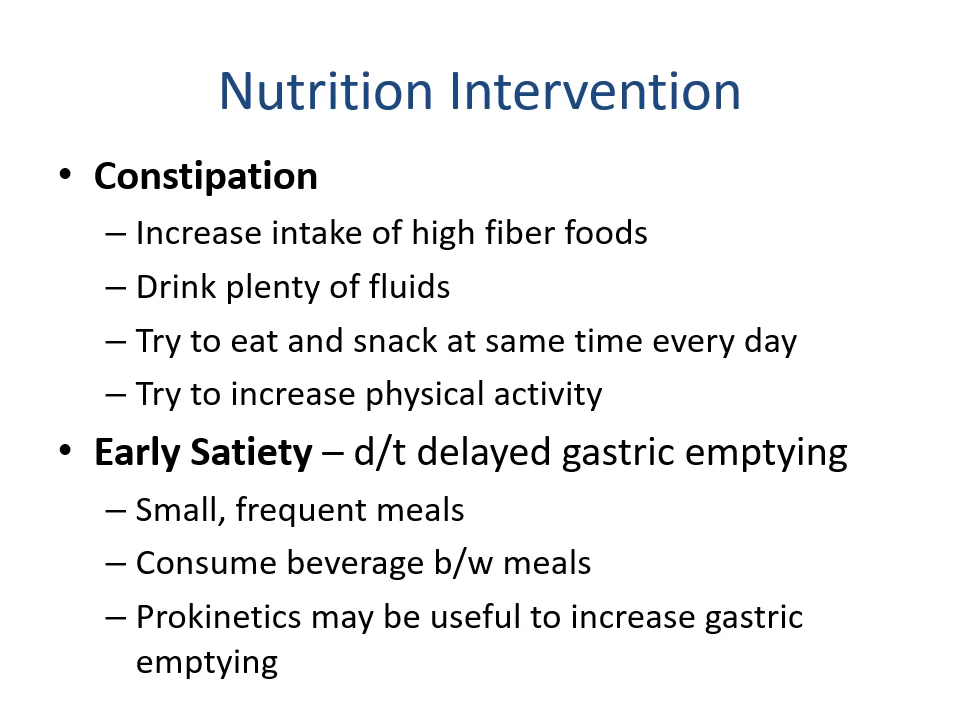 Nutrition Intervention
• Constipation
– Increase intake of high fiber foods
– Drink plenty of fluids
– Try to eat and snack at same time every day
– Try to increase physical activity
• Early Satiety – d/t delayed gastric emptying
– Small, frequent meals
– Consume beverage b/w meals
– Prokinetics may be useful to increase gastric
emptying